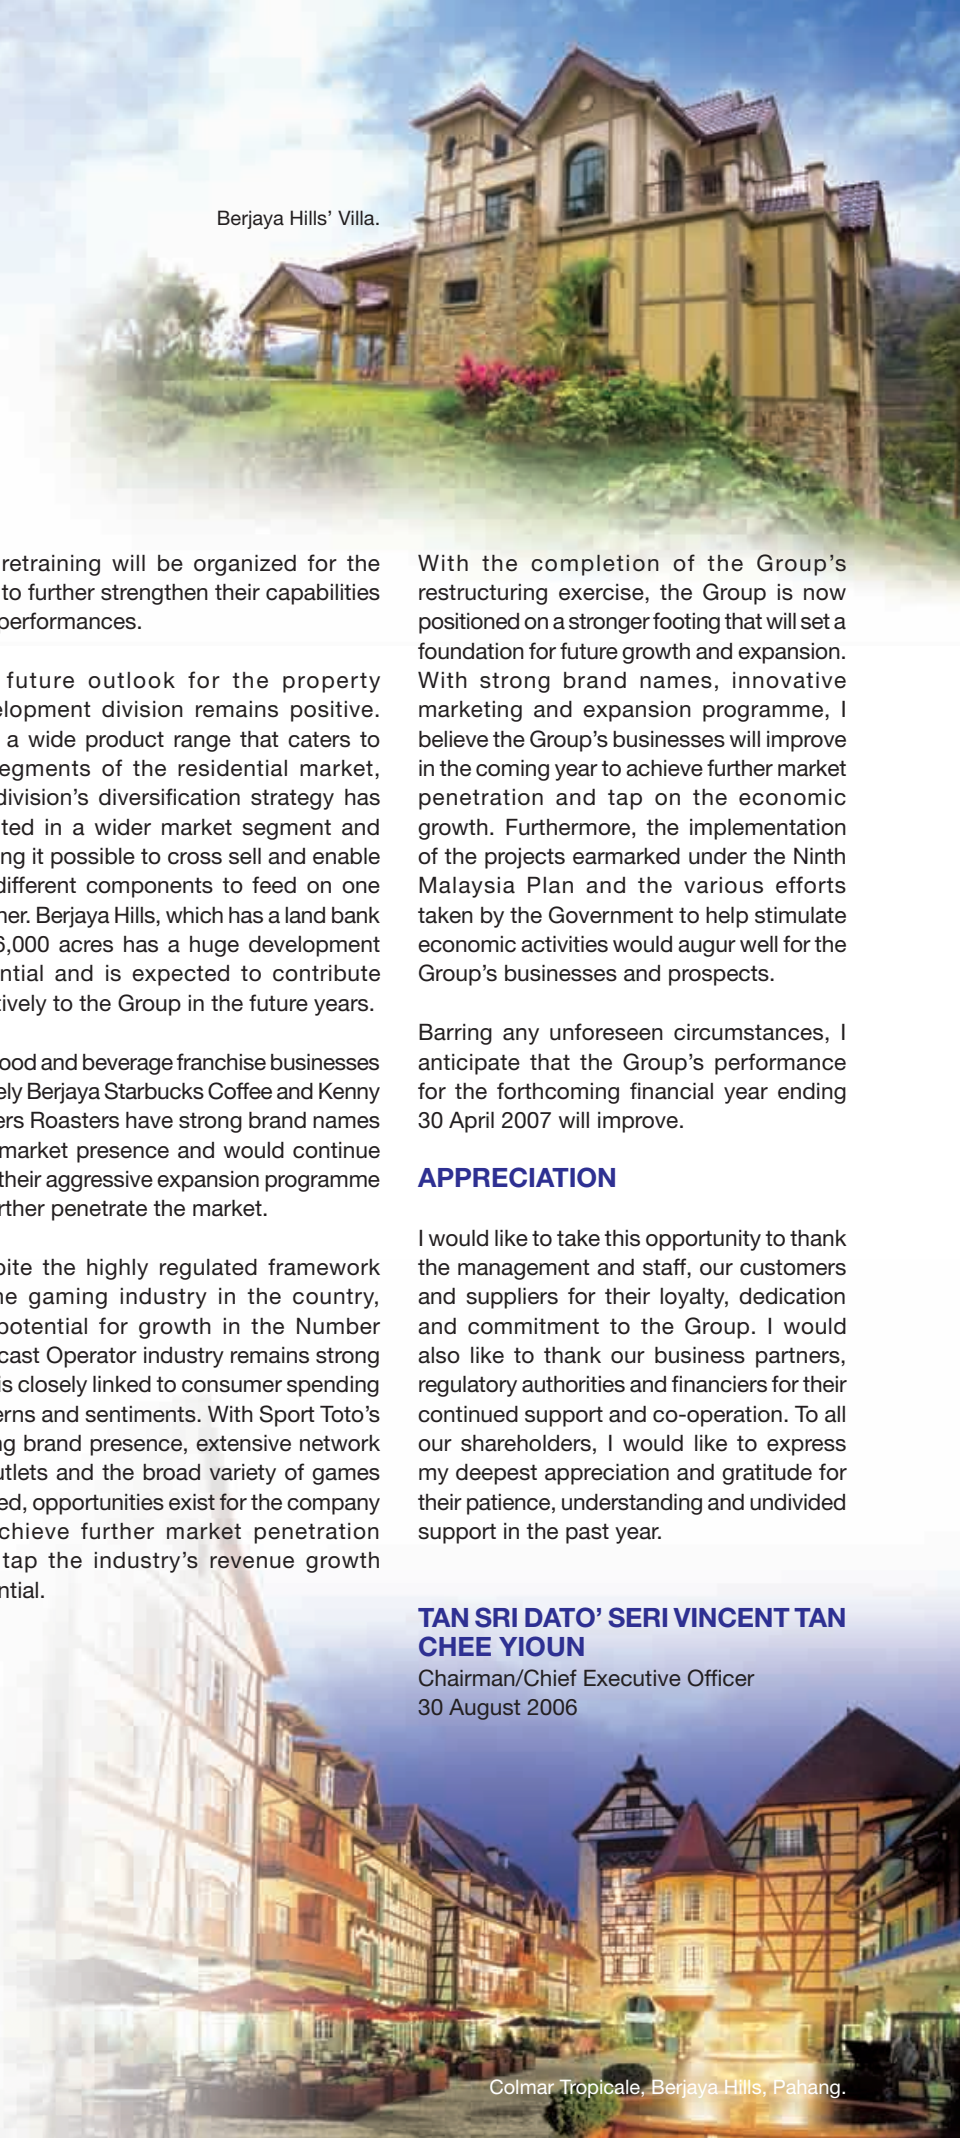 Berjaya Hills’ Villa.
retraining will be organized for the
to further strengthen their capabilities
performances.
future outlook for the property
elopment division remains positive.
a wide product range that caters to
egments of the residential market,
division’s diversification strategy has
ted in a wider market segment and
ng it possible to cross sell and enable
different components to feed on one
her. Berjaya Hills, which has a land bank
6,000 acres has a huge development
ntial and is expected to contribute
tively to the Group in the future years.
ood and beverage franchise businesses
ely Berjaya Starbucks Coffee and Kenny
ers Roasters have strong brand names
market presence and would continue
their aggressive expansion programme
rther penetrate the market.
pite the highly regulated framework
he gaming industry in the country,
potential for growth in the Number
cast Operator industry remains strong
is closely linked to consumer spending
erns and sentiments. With Sport Toto’s
ng brand presence, extensive network
utlets and the broad variety of games
ed, opportunities exist for the company
chieve further market penetration
tap the industry’s revenue growth
ntial.
With the completion of the Group’s
restructuring exercise, the Group is now
positioned on a stronger footing that will set a
foundation for future growth and expansion.
With strong brand names, innovative
marketing and expansion programme, I
believe the Group’s businesses will improve
in the coming year to achieve further market
penetration and tap on the economic
growth. Furthermore, the implementation
of the projects earmarked under the Ninth
Malaysia Plan and the various efforts
taken by the Government to help stimulate
economic activities would augur well for the
Group’s businesses and prospects.
Barring any unforeseen circumstances, I
anticipate that the Group’s performance
for the forthcoming financial year ending
30 April 2007 will improve.
APPRECIATION
I would like to take this opportunity to thank
the management and staff, our customers
and suppliers for their loyalty, dedication
and commitment to the Group. I would
also like to thank our business partners,
regulatory authorities and financiers for their
continued support and co-operation. To all
our shareholders, I would like to express
my deepest appreciation and gratitude for
their patience, understanding and undivided
support in the past year.
TAN SRI DATO’ SERI VINCENT TAN
CHEE YIOUN
Chairman/Chief Executive Officer
30 August 2006
Colmar Tropicale, Berjaya HIlls, Pahang.